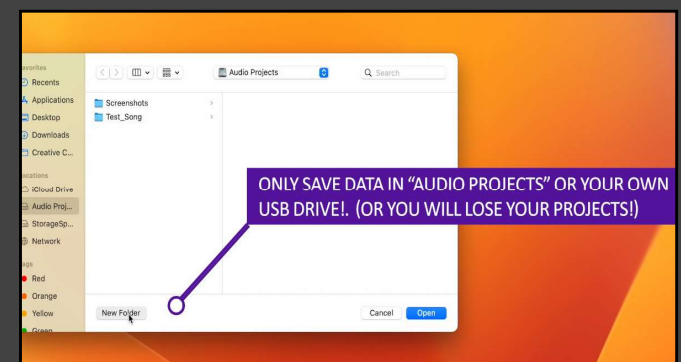 avorites
Recents
Applications
Desktop
Downloads
Creative C...
ocations
iCloud Drive
Audio Proj...
StorageSp...
Network
ags
Red
Orange
Yellow
Green
Audio Projects
Search
Screenshots
Test_Song
ONLY SAVE DATA IN “AUDIO PROJECTS” OR YOUR OWN
USB DRIVE!. (OR YOU WILL LOSE YOUR PROJECTS!)
New Folder
Cancel
Open